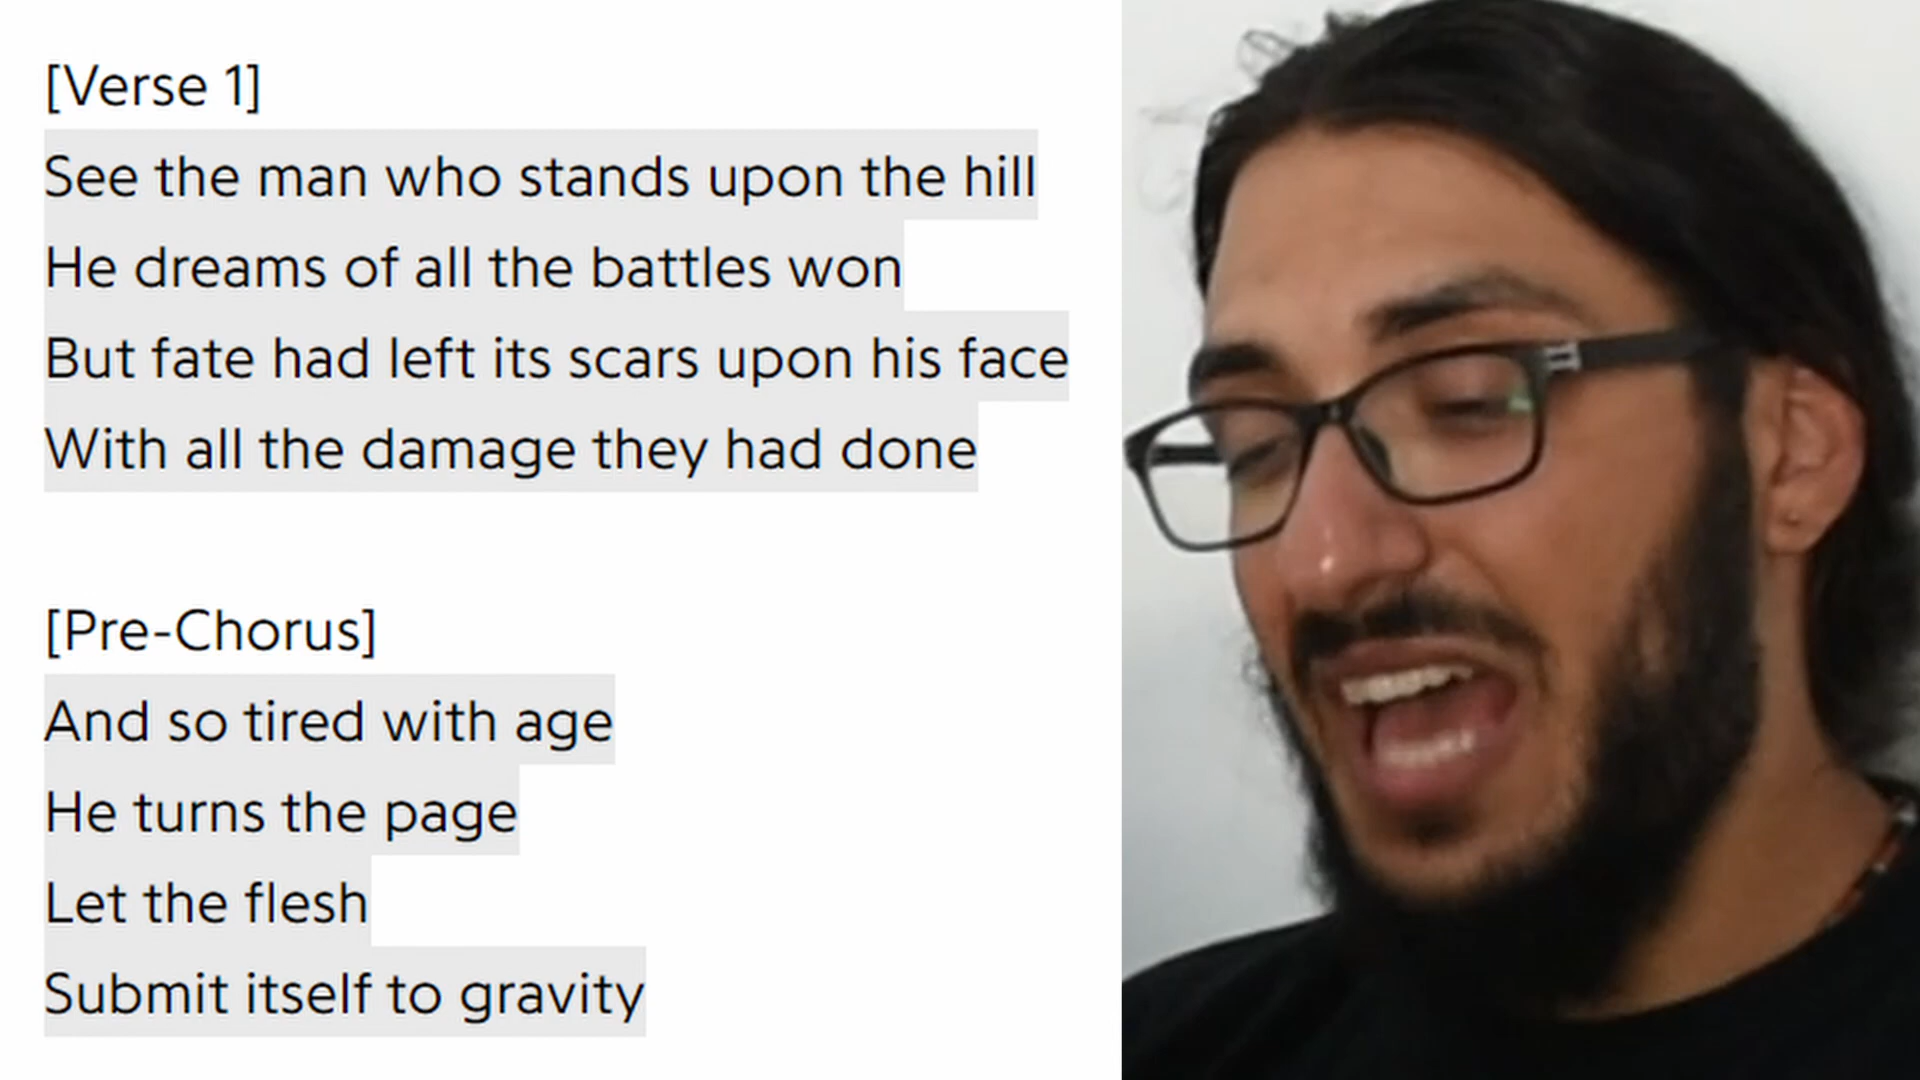 [Verse 1]
See the man who stands upon the hill
He dreams of all the battles won
But fate had left its scars upon his face
With all the damage they had done
[Pre-Chorus]
And so tired with age
He turns the page
Let the flesh
Submit itself to gravity